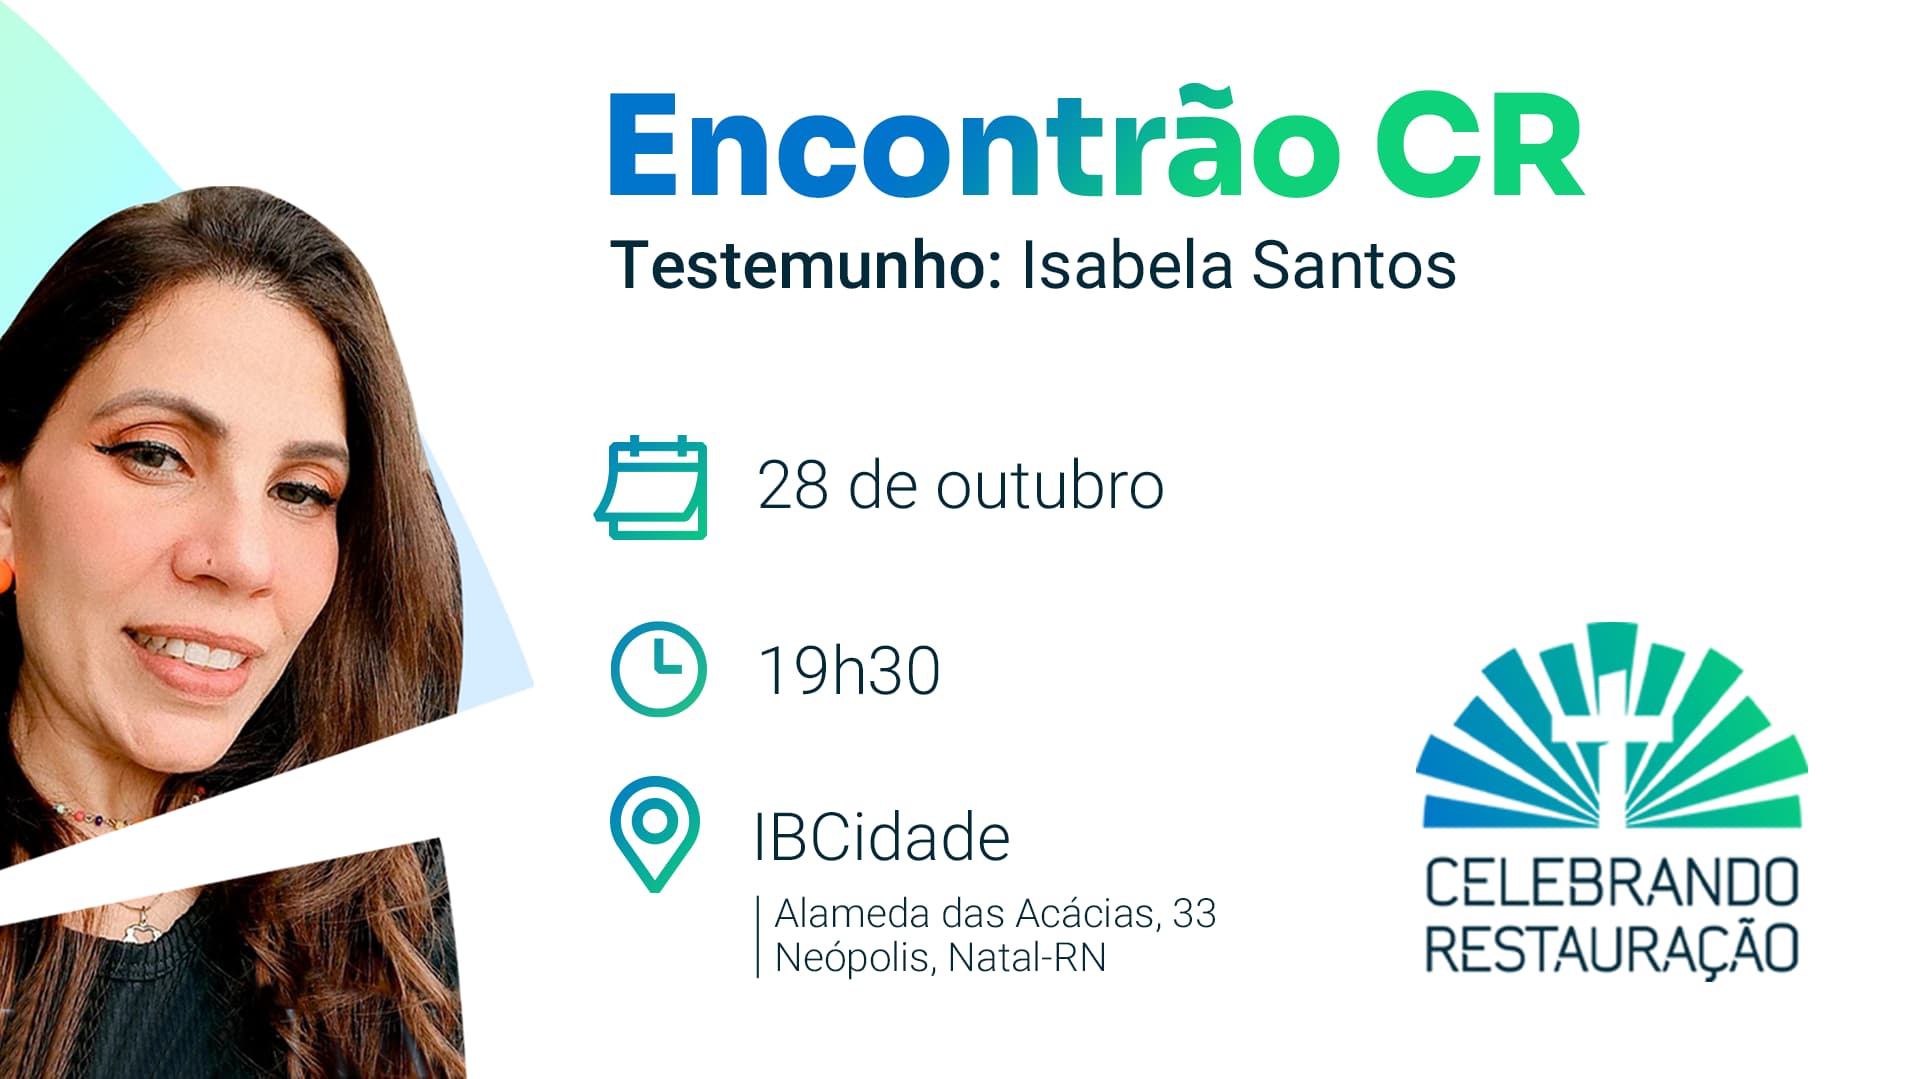 Encontrão CR
Testemunho: Isabela Santos
28 de outubro
19h30
IBCidade
Alameda das Acácias, 33
Neópolis, Natal-RN
CELEBRANDO
RESTAURAÇÃO